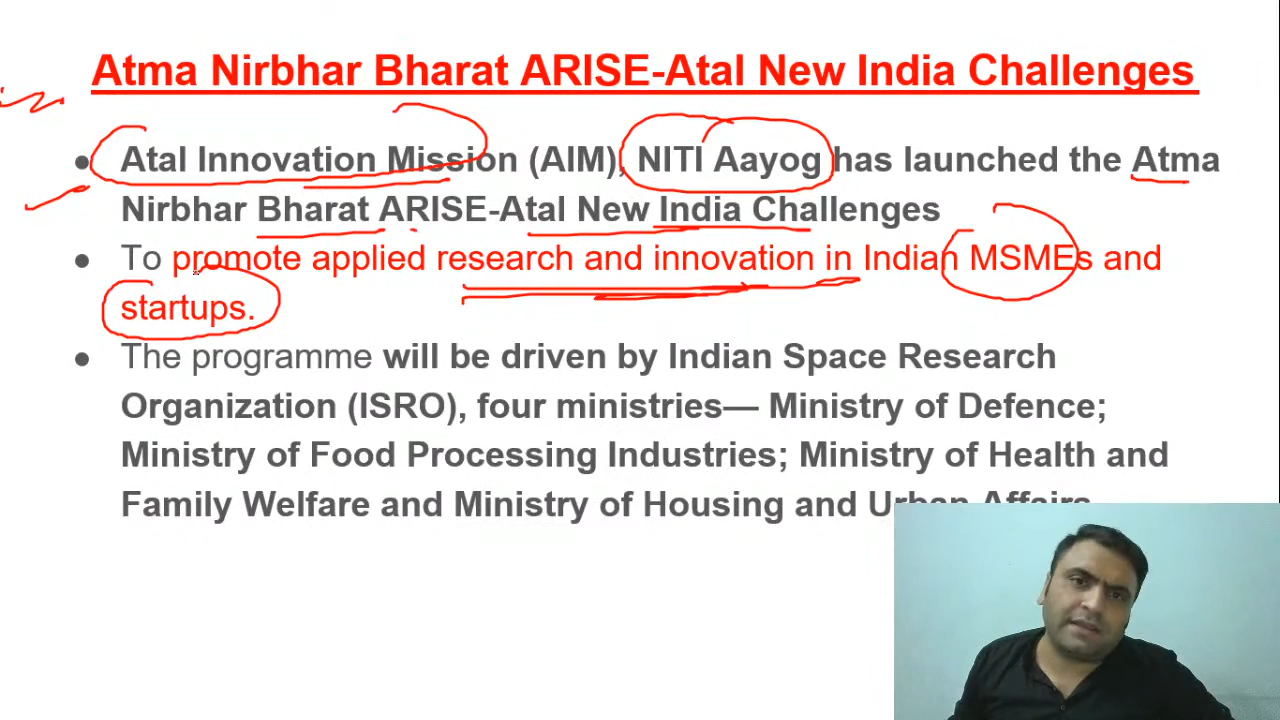 Atma Nirbhar Bharat ARISE-Atal New India Challenges
● Atal Innovation Mission (AIM), NITI Aayog has launched the Atma
Nirbhar Bharat ARISE-Atal New India Challenges
● To promote applied research and innovation in Indian MSMEs and
startups.
● The programme will be driven by Indian Space Research
Organization (ISRO), four ministries— Ministry of Defence;
Ministry of Food Processing Industries; Ministry of Health and
Family Welfare and Ministry of Housing and Urban Affairs